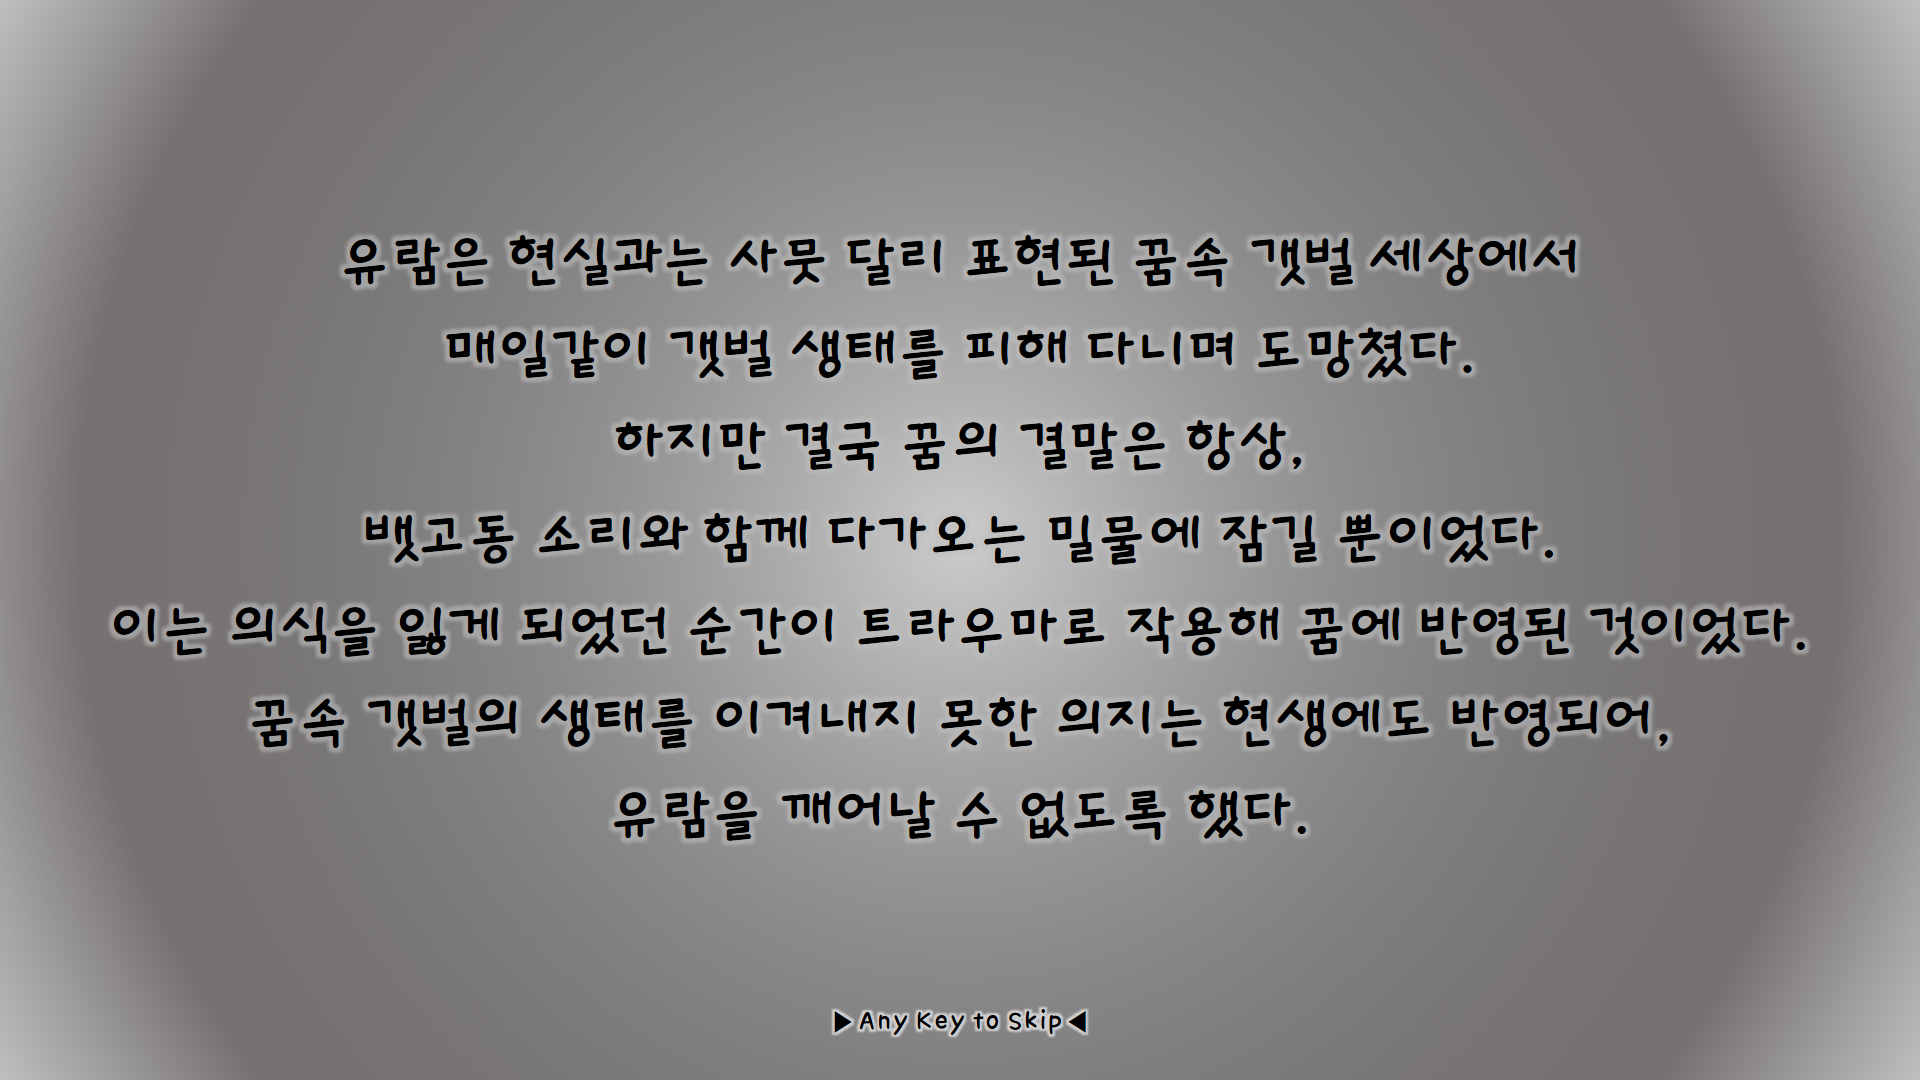 유람은 현실과는 사뭇 달리 표현된 꿈속 갯벌 세상에서
매일같이 갯벌 생태를 피해 다니며 도망쳤다.
하지만 결국 꿈의 결말은 항상,
뱃고동 소리와 함께 다가오는 밀물에 잠길 뿐이었다.
이는 의식을 잃게 되었던 순간이 트라우마로 작용해 꿈에 반영된 것이었다.
꿈속 갯벌의 생태를 이겨내지 못한 의지는 현생에도 반영되어,
유람을 깨어날 수 없도록 했다.
▶ Any Key to Skip ◀